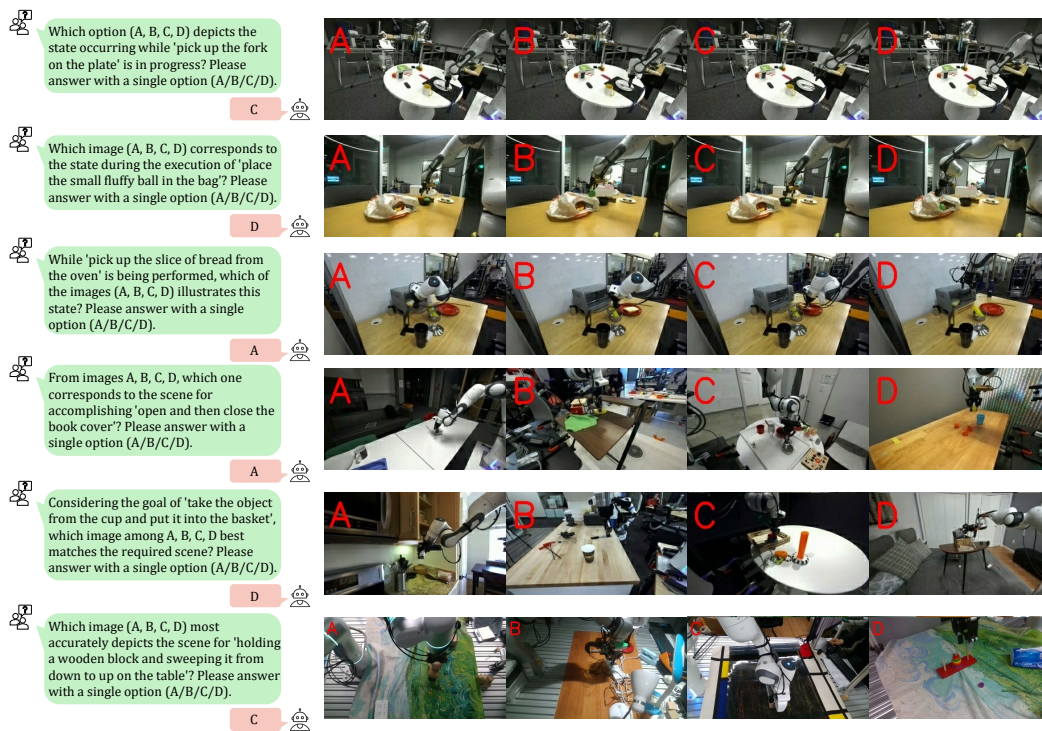 Which option (A, B, C, D) depicts the
state occurring while 'pick up the fork
on the plate' is in progress? Please
answer with a single option (A/B/C/D).
C
A
B
C
D
Which image (A, B, C, D) corresponds to
the state during the execution of 'place
the small fluffy ball in the bag'? Please
answer with a single option (A/B/C/D).
D
A
B
C
D
While 'pick up the slice of bread from
the oven' is being performed, which of
the images (A, B, C, D) illustrates this
state? Please answer with a single
option (A/B/C/D).
A
A
B
C
D
From images A, B, C, D, which one
corresponds to the scene for
accomplishing 'open and then close the
book cover'? Please answer with a
single option (A/B/C/D).
A
A
B
C
D
Considering the goal of 'take the object
from the cup and put it into the basket',
which image among A, B, C, D best
matches the required scene? Please
answer with a single option (A/B/C/D).
D
A
B
C
D
Which image (A, B, C, D) most
accurately depicts the scene for 'holding
a wooden block and sweeping it from
down to up on the table'? Please answer
with a single option (A/B/C/D).
C
A
B
C
D